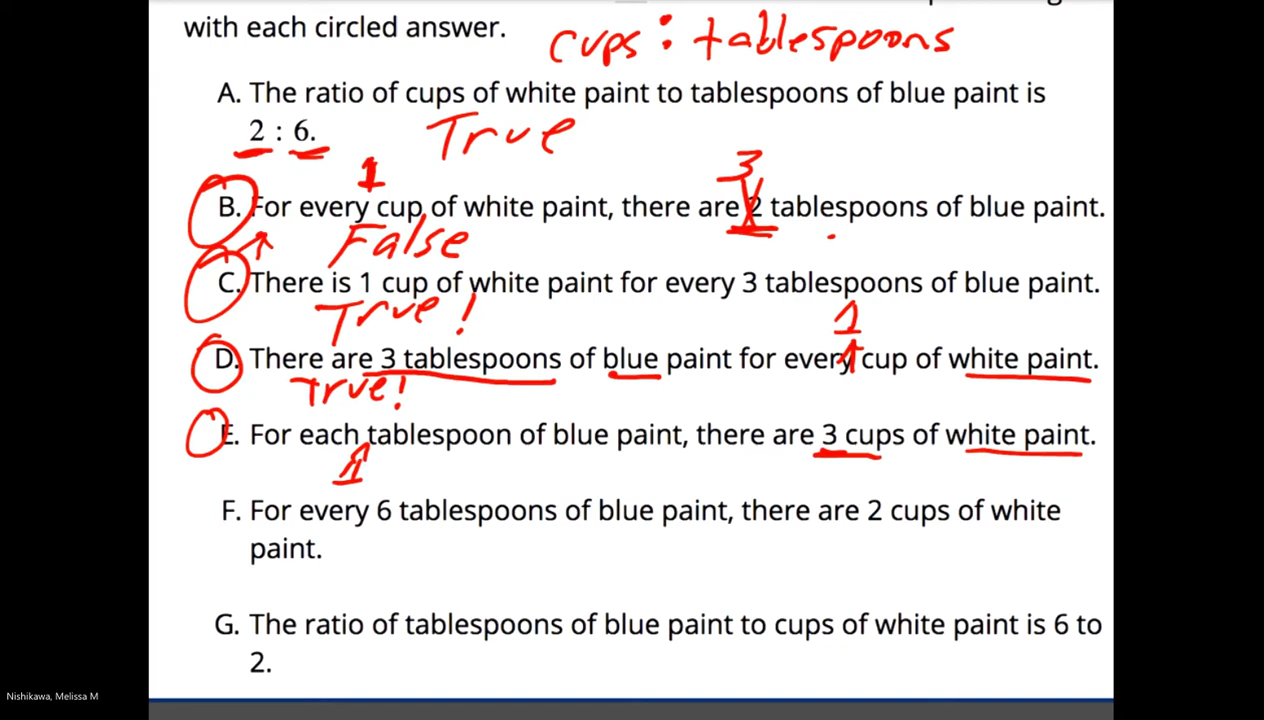 with each circled answer.
cups : tablespoons
A. The ratio of cups of white paint to tablespoons of blue paint is
2 : 6.
True
1
3
B. For every cup of white paint, there are 2 tablespoons of blue paint.
False
C. There is 1 cup of white paint for every 3 tablespoons of blue paint.
True!
1
D. There are 3 tablespoons of blue paint for every cup of white paint.
True!
E. For each tablespoon of blue paint, there are 3 cups of white paint.
1
F. For every 6 tablespoons of blue paint, there are 2 cups of white
paint.
G. The ratio of tablespoons of blue paint to cups of white paint is 6 to
2.
Nishikawa, Melissa M